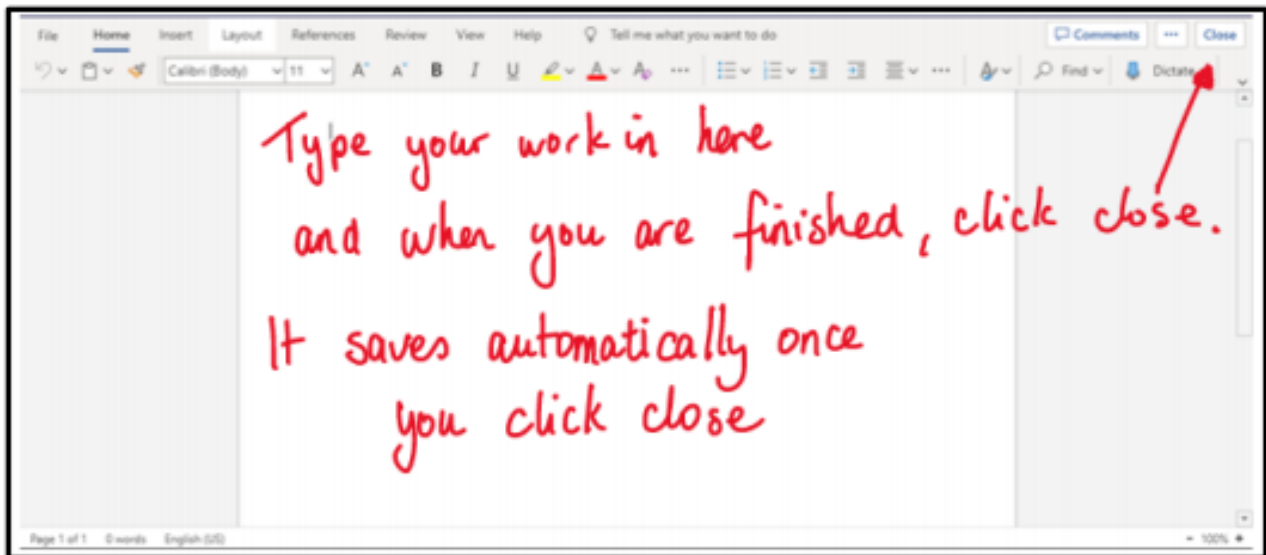 File Home Insert Layout References Review View Help Tell me what you want to do Comments ... Close
Calibri (Body) 11 A A B I U A A ... ... Find Dictate
Type your work in here
and when you are finished, click close.
It saves automatically once
you click close
Page 1 of 1 0 words English (US) - 100% +